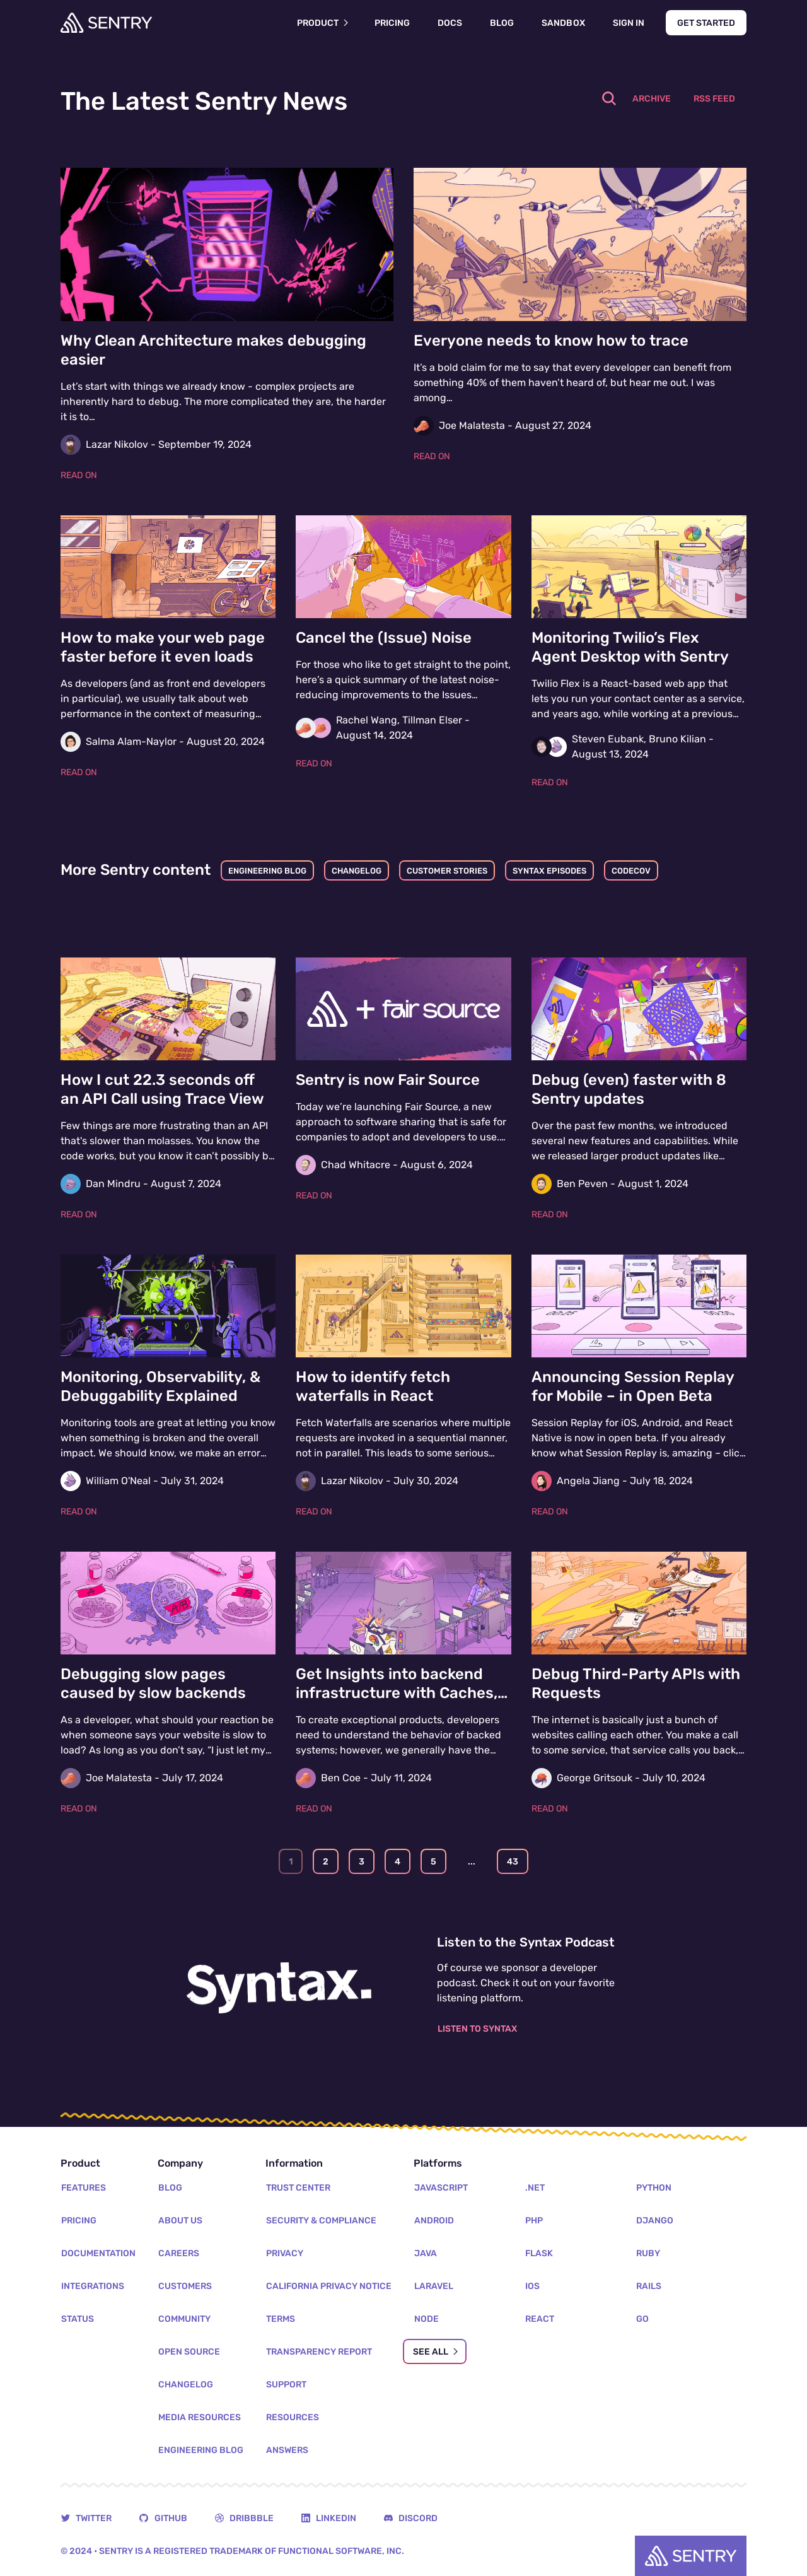 SENTRY
PRODUCT
PRICING
DOCS
BLOG
SANDBOX
SIGN IN
GET STARTED
The Latest Sentry News
ARCHIVE
RSS FEED
Why Clean Architecture makes debugging
easier
Let's start with things we already know - complex projects are
inherently hard to debug. The more complicated they are, the harder
it is to…
Lazar Nikolov - September 19, 2024
READ ON
Everyone needs to know how to trace
It's a bold claim for me to say that every developer can benefit from
something 40% of them haven't heard of, but hear me out. I was
among…
Joe Malatesta - August 27, 2024
READ ON
How to make your web page
faster before it even loads
As developers (and as front end developers
in particular), we usually talk about web
performance in the context of measuring…
Salma Alam-Naylor - August 20, 2024
READ ON
Cancel the (Issue) Noise
For those who like to get straight to the point,
here's a quick summary of the latest noise-
reducing improvements to the Issues…
Rachel Wang, Tillman Elser -
August 14, 2024
READ ON
Monitoring Twilio's Flex
Agent Desktop with Sentry
Twilio Flex is a React-based web app that
lets you run your contact center as a service,
and years ago, while working at a previous…
Steven Eubank, Bruno Kilian -
August 13, 2024
READ ON
More Sentry content
ENGINEERING BLOG
CHANGELOG
CUSTOMER STORIES
SYNTAX EPISODES
CODECOV
+ fair source
How I cut 22.3 seconds off
an API Call using Trace View
Few things are more frustrating than an API
that's slower than molasses. You know the
code works, but you know it can't possibly b…
Dan Mindru - August 7, 2024
READ ON
Sentry is now Fair Source
Today we're launching Fair Source, a new
approach to software sharing that is safe for
companies to adopt and developers to use.…
Chad Whitacre - August 6, 2024
READ ON
Debug (even) faster with 8
Sentry updates
Over the past few months, we introduced
several new features and capabilities. While
we released larger product updates like…
Ben Peven - August 1, 2024
READ ON
Monitoring, Observability, &
Debuggability Explained
Monitoring tools are great at letting you know
when something is broken and the overall
impact. We should know, we make an error…
William O'Neal - July 31, 2024
READ ON
How to identify fetch
waterfalls in React
Fetch Waterfalls are scenarios where multiple
requests are invoked in a sequential manner,
not in parallel. This leads to some serious…
Lazar Nikolov - July 30, 2024
READ ON
Announcing Session Replay
for Mobile – in Open Beta
Session Replay for iOS, Android, and React
Native is now in open beta. If you already
know what Session Replay is, amazing – clic…
Angela Jiang - July 18, 2024
READ ON
Debugging slow pages
caused by slow backends
As a developer, what should your reaction be
when someone says your website is slow to
load? As long as you don't say, "I just let my…
Joe Malatesta - July 17, 2024
READ ON
Get Insights into backend
infrastructure with Caches,…
To create exceptional products, developers
need to understand the behavior of backed
systems; however, we generally have the…
Ben Coe - July 11, 2024
READ ON
Debug Third-Party APIs with
Requests
The internet is basically just a bunch of
websites calling each other. You make a call
to some service, that service calls you back,…
George Gritsouk - July 10, 2024
READ ON
1
2
3
4
5
...
43
Syntax.
Listen to the Syntax Podcast
Of course we sponsor a developer
podcast. Check it out on your favorite
listening platform.
LISTEN TO SYNTAX
Product
FEATURES
PRICING
DOCUMENTATION
INTEGRATIONS
STATUS
Company
BLOG
ABOUT US
CAREERS
CUSTOMERS
COMMUNITY
OPEN SOURCE
CHANGELOG
MEDIA RESOURCES
ENGINEERING BLOG
Information
TRUST CENTER
SECURITY & COMPLIANCE
PRIVACY
CALIFORNIA PRIVACY NOTICE
TERMS
TRANSPARENCY REPORT
SUPPORT
RESOURCES
ANSWERS
Platforms
JAVASCRIPT
ANDROID
JAVA
LARAVEL
NODE
SEE ALL
.NET
PHP
FLASK
IOS
REACT
PYTHON
DJANGO
RUBY
RAILS
GO
TWITTER
GITHUB
DRIBBBLE
LINKEDIN
DISCORD
© 2024 • SENTRY IS A REGISTERED TRADEMARK OF FUNCTIONAL SOFTWARE, INC.
SENTRY